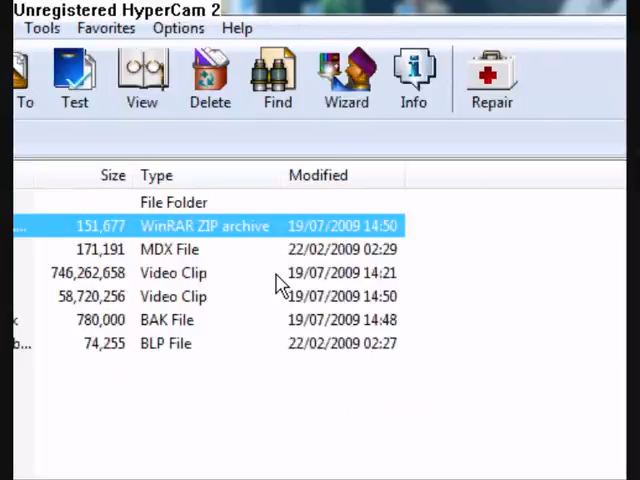 Unregistered HyperCam 2
Tools Favorites Options Help
To Test View Delete Find Wizard Info Repair
Size Type Modified
File Folder
... 151,677 WinRAR ZIP archive 19/07/2009 14:50
171,191 MDX File 22/02/2009 02:29
746,262,658 Video Clip 19/07/2009 14:21
58,720,256 Video Clip 19/07/2009 14:50
k 780,000 BAK File 19/07/2009 14:48
b... 74,255 BLP File 22/02/2009 02:27